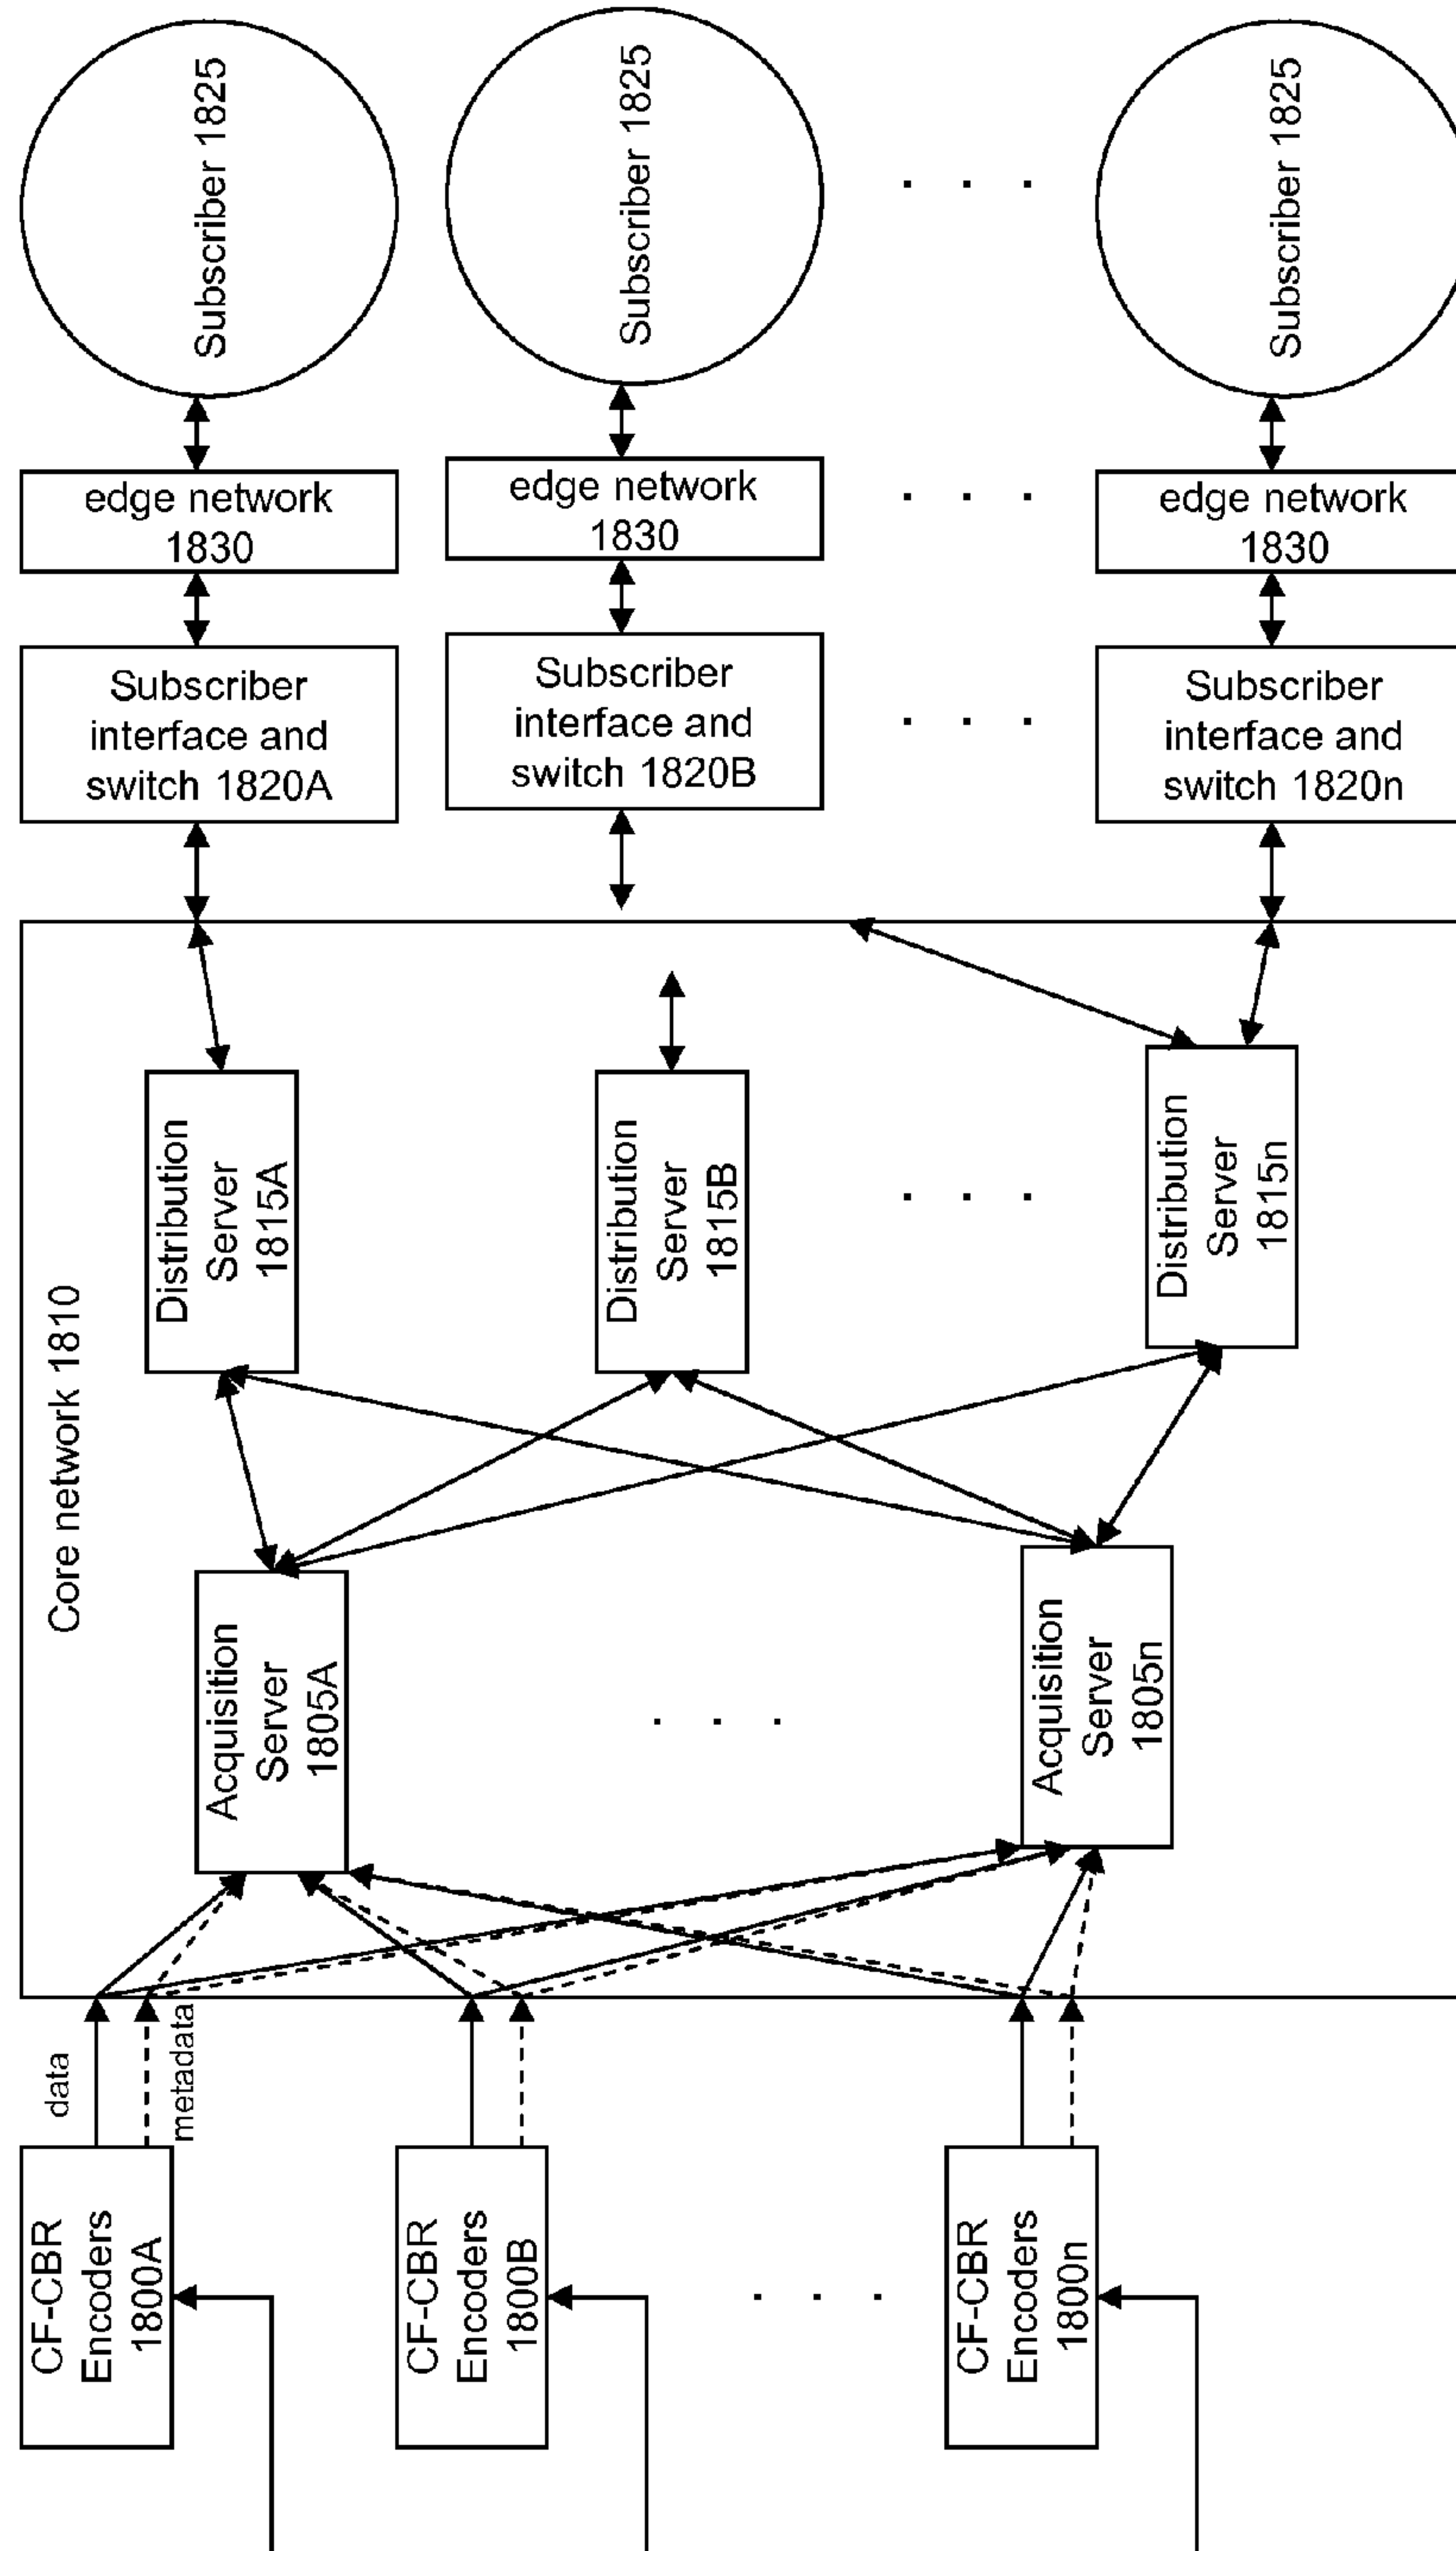 Subscriber 1825
Subscriber 1825
. . .
Subscriber 1825
edge network
1830
edge network
1830
. . .
edge network
1830
Subscriber
interface and
switch 1820A
Subscriber
interface and
switch 1820B
. . .
Subscriber
interface and
switch 1820n
Core network 1810
Distribution
Server
1815A
Distribution
Server
1815B
. . .
Distribution
Server
1815n
Acquisition
Server
1805A
. . .
Acquisition
Server
1805n
data
metadata
CF-CBR
Encoders
1800A
CF-CBR
Encoders
1800B
. . .
CF-CBR
Encoders
1800n